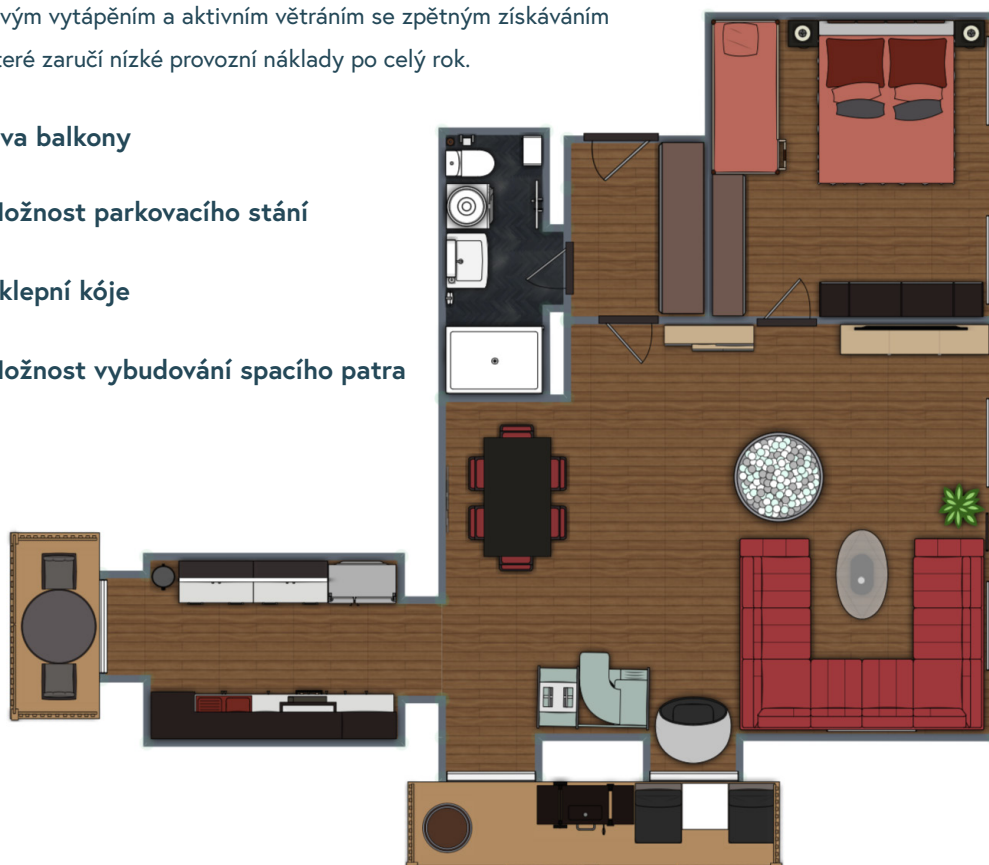 vým vytápěním a aktivním větráním se zpětným získáváním
teré zaručí nízké provozní náklady po celý rok.
va balkony
ožnost parkovacího stání
klepní kóje
ožnost vybudování spacího patra